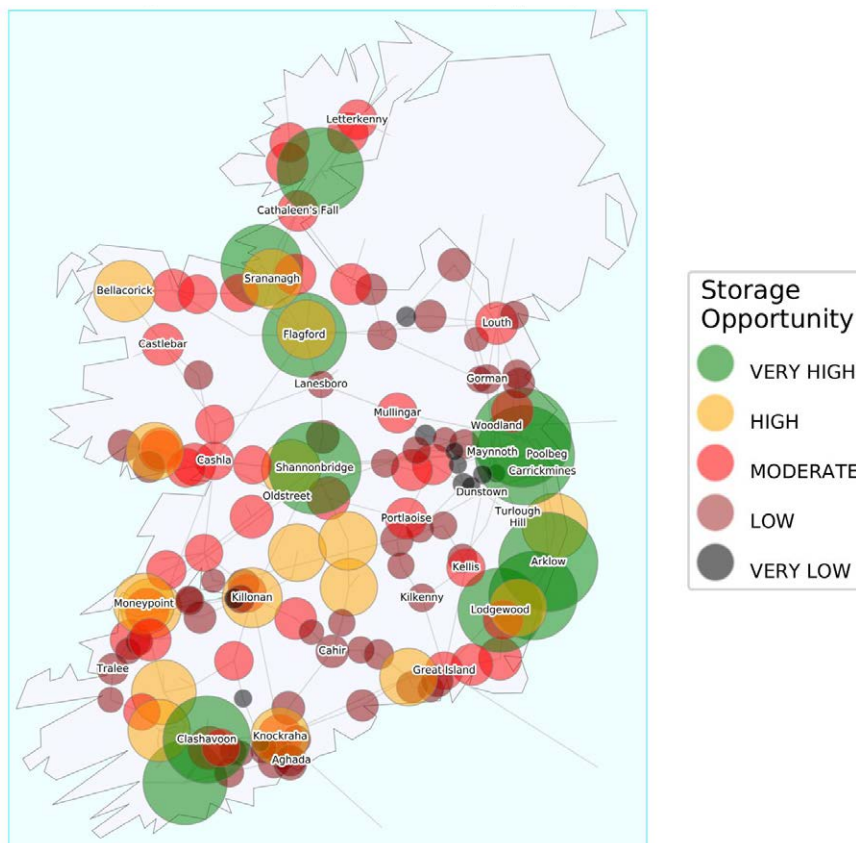 Letterkenny
Cathaleen's Fall
Srananagh
Bellacorick
Flagford
Louth
Castlebar
Lanesboro
Gorman
Mullingar
Woodland
Cashla
Shannonbridge
Maynnoth
Poolbeg
Carrickmines
Oldstreet
Dunstown
Portlaoise
Turlough
Hill
Arklow
Kellis
Moneypoint
Killonan
Kilkenny
Lodgewood
Cahir
Tralee
Great Island
Clashavoon
Knockraha
Aghada
Storage
Opportunity
VERY HIGH
HIGH
MODERATE
LOW
VERY LOW